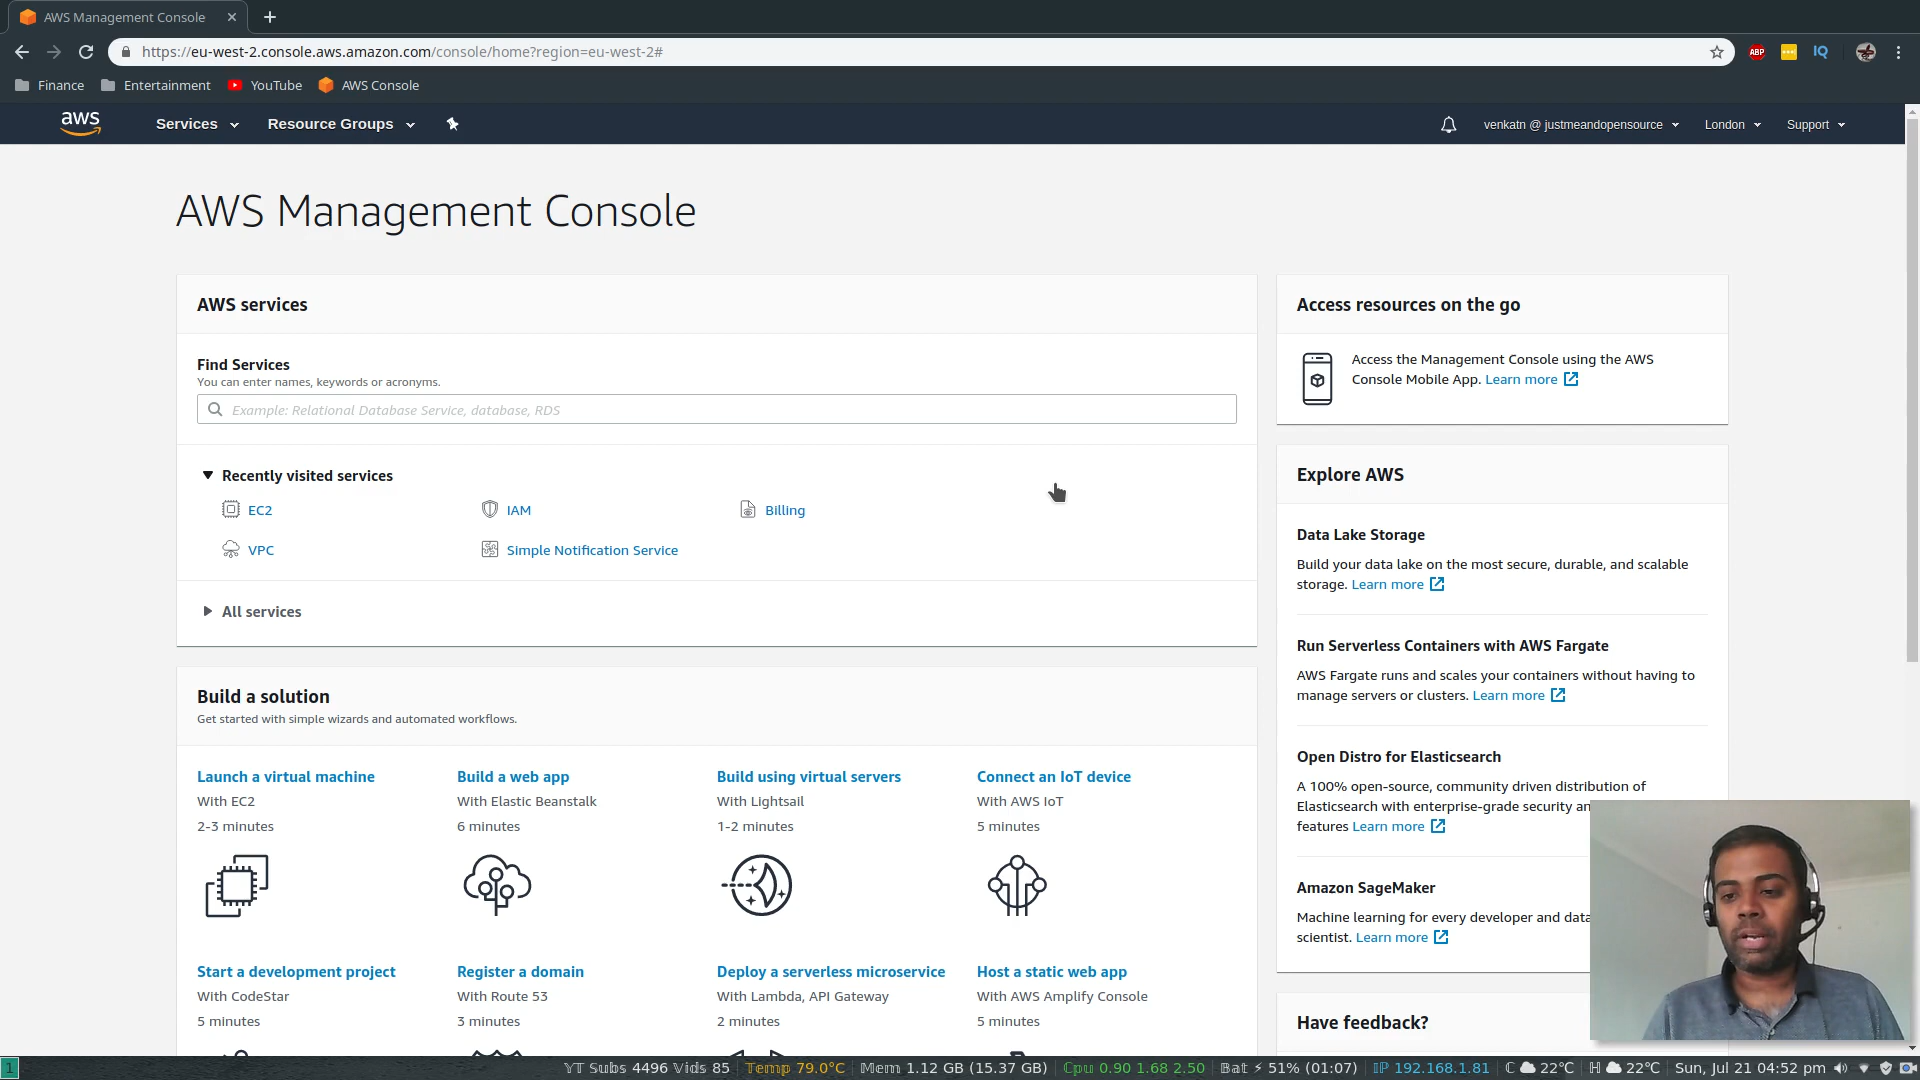 AWS Management Console
https://eu-west-2.console.aws.amazon.com/console/home?region=eu-west-2#
ABP
IQ
Finance
Entertainment
YouTube
AWS Console
aws
Services
Resource Groups
venkatn @ justmeandopensource
London
Support
AWS Management Console
AWS services
Find Services
You can enter names, keywords or acronyms.
Example: Relational Database Service, database, RDS
Recently visited services
EC2
IAM
Billing
VPC
Simple Notification Service
All services
Build a solution
Get started with simple wizards and automated workflows.
Launch a virtual machine
With EC2
2-3 minutes
Build a web app
With Elastic Beanstalk
6 minutes
Build using virtual servers
With Lightsail
1-2 minutes
Connect an IoT device
With AWS IoT
5 minutes
Start a development project
With CodeStar
5 minutes
Register a domain
With Route 53
3 minutes
Deploy a serverless microservice
With Lambda, API Gateway
2 minutes
Host a static web app
With AWS Amplify Console
5 minutes
Access resources on the go
Access the Management Console using the AWS
Console Mobile App. Learn more
Explore AWS
Data Lake Storage
Build your data lake on the most secure, durable, and scalable
storage. Learn more
Run Serverless Containers with AWS Fargate
AWS Fargate runs and scales your containers without having to
manage servers or clusters. Learn more
Open Distro for Elasticsearch
A 100% open-source, community driven distribution of
Elasticsearch with enterprise-grade security
features Learn more
Amazon SageMaker
Machine learning for every developer and data
scientist. Learn more
Have feedback?
1
YT Subs 4496 Vids 85
Temp 79.0°C
Mem 1.12 GB (15.37 GB)
Cpu 0.90 1.68 2.50
Bat ⚡ 51% (01:07)
IP 192.168.1.81
C 22°C
H 22°C
Sun, Jul 21 04:52 pm